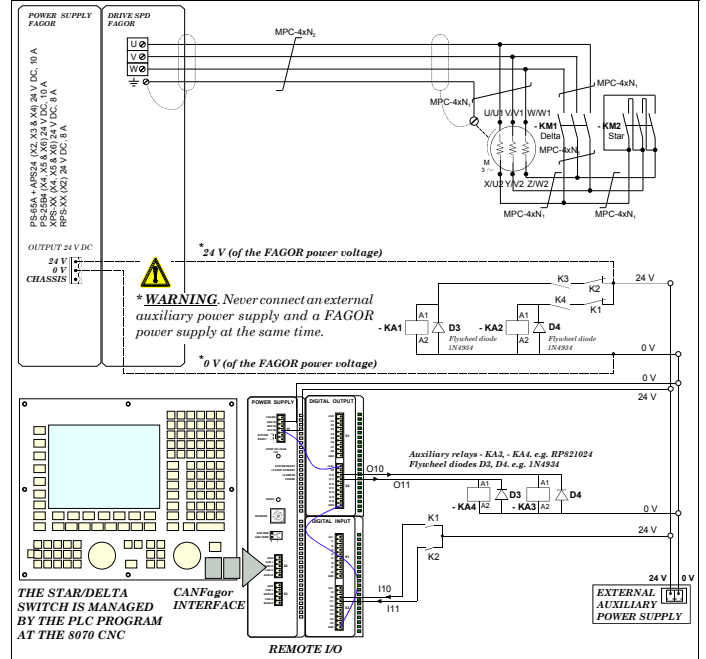 POWER SUPPLY
FAGOR
DRIVE SPD
FAGOR
PS-65A + APS24 (X2, X3 & X4) 24 V DC, 10 A
PS-25B4 (X4, X5 & X6) 24 V DC, 10 A
XPS-XX (X4, X5 & X6) 24 V DC, 8 A
RPS-XX (X2) 24 V DC, 8 A
U
V
W
MPC-4xN2
MPC-4xN1
MPC-4xN1
U/U1 V/V1 W/W1
- KM1
Delta
- KM2
Star
MPC-4xN1
M
3 ~
X/U2 Y/V2 Z/W2
MPC-4xN1
MPC-4xN1
OUTPUT 24 V DC
24 V
0 V
CHASSIS
*24 V (of the FAGOR power voltage)
* WARNING. Never connect an external
auxiliary power supply and a FAGOR
power supply at the same time.
*0 V (of the FAGOR power voltage)
K3
K2
24 V
K4
K1
- KA1
A1
A2
D3
Flywheel diode
1N4934
- KA2
A1
A2
D4
Flywheel diode
1N4934
0 V
0 V
24 V
POWER SUPPLY
DIGITAL OUTPUT
Auxiliary relays - KA3, - KA4. e.g. RP821024
Flywheel diodes D3, D4. e.g. 1N4934
O10
O11
A1
A2
- KA4
D3
A1
A2
- KA3
D4
0 V
24 V
K1
K2
DIGITAL INPUT
I10
I11
24 V
0 V
EXTERNAL
AUXILIARY
POWER SUPPLY
THE STAR/DELTA
SWITCH IS MANAGED
BY THE PLC PROGRAM
AT THE 8070 CNC
CANFagor
INTERFACE
REMOTE I/O